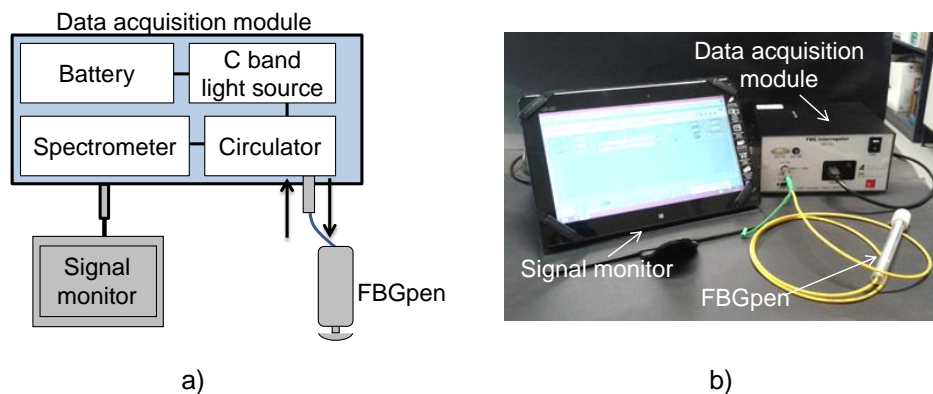 Data acquisition module
Battery
C band
light source
Spectrometer
Circulator
Signal
monitor
FBGpen
a)
Data acquisition
module
FBG Interrogator
Signal monitor
FBGpen
b)